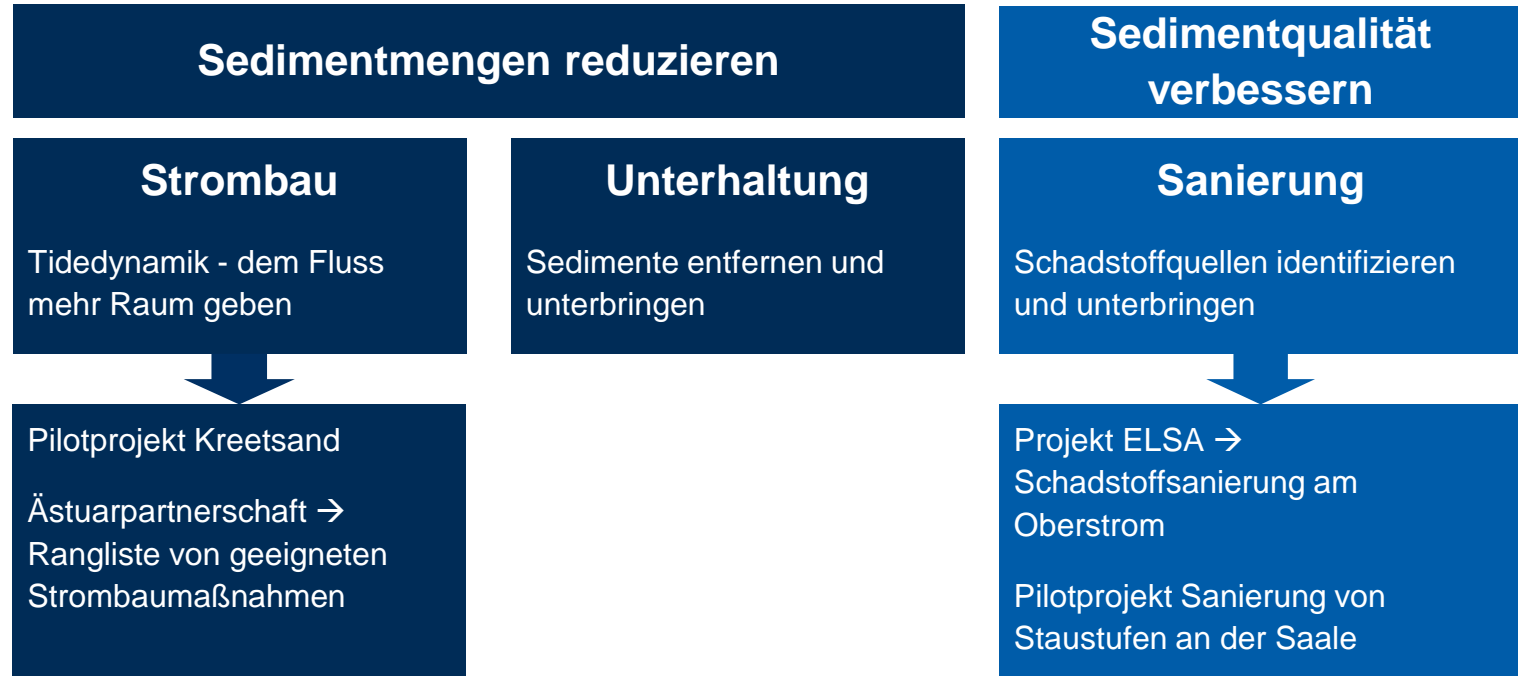 Sedimentmengen reduzieren
Sedimentqualität
verbessern
Strombau
Tidedynamik - dem Fluss
mehr Raum geben
Unterhaltung
Sedimente entfernen und
unterbringen
Sanierung
Schadstoffquellen identifizieren
und unterbringen
Pilotprojekt Kreetsand
Ästuarpartnerschaft →
Rangliste von geeigneten
Strombaumaßnahmen
Projekt ELSA →
Schadstoffsanierung am
Oberstrom
Pilotprojekt Sanierung von
Staustufen an der Saale